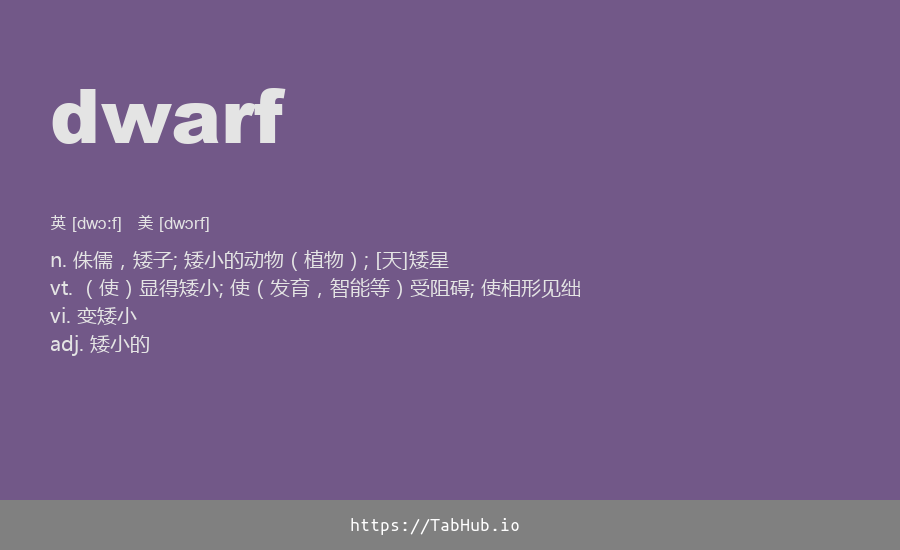 dwarf
英 [dwɔːf] 美 [dwɔrf]
n. 侏儒，矮子; 矮小的动物（植物）; [天]矮星
vt. （使）显得矮小; 使（发育，智能等）受阻碍; 使相形见绌
vi. 变矮小
adj. 矮小的
https://TabHub.io